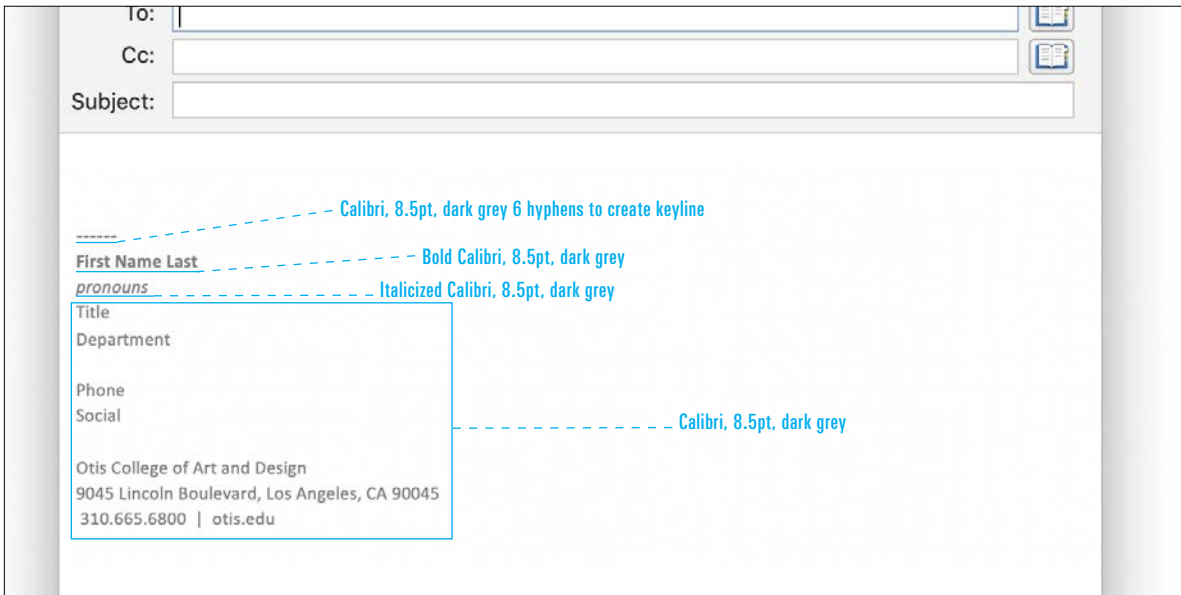 To:
Cc:
Subject:
Calibri, 8.5pt, dark grey 6 hyphens to create keyline
------
Bold Calibri, 8.5pt, dark grey
First Name Last
Italicized Calibri, 8.5pt, dark grey
pronouns
Title
Department
Phone
Social
Calibri, 8.5pt, dark grey
Otis College of Art and Design
9045 Lincoln Boulevard, Los Angeles, CA 90045
310.665.6800 | otis.edu